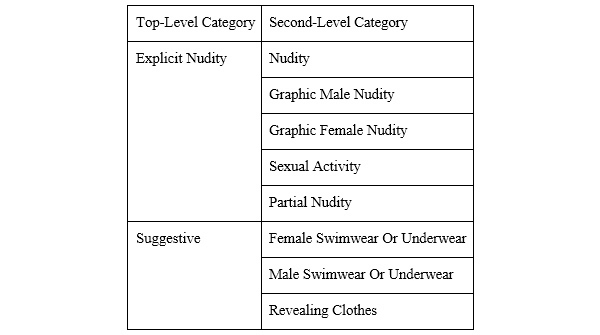 Top-Level Category Second-Level Category
Explicit Nudity Nudity
Graphic Male Nudity
Graphic Female Nudity
Sexual Activity
Partial Nudity
Suggestive Female Swimwear Or Underwear
Male Swimwear Or Underwear
Revealing Clothes